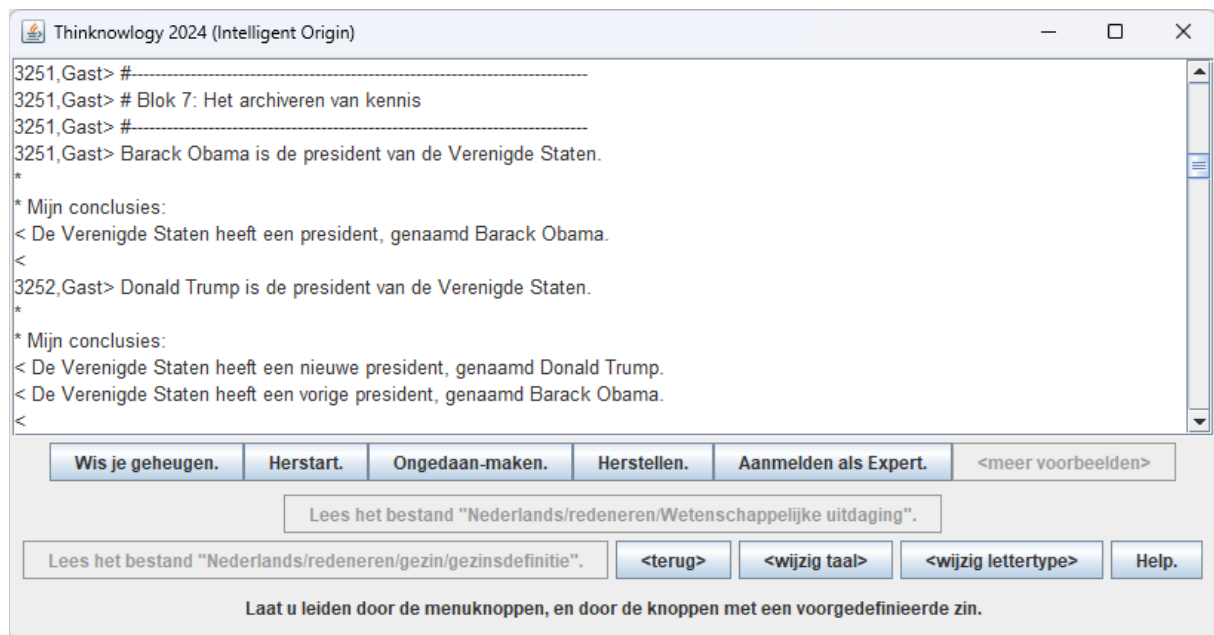 Thinknowlogy 2024 (Intelligent Origin)
3251,Gast> #-----------------------------------------------------------------------------
3251,Gast> # Blok 7: Het archiveren van kennis
3251,Gast> #-----------------------------------------------------------------------------
3251,Gast> Barack Obama is de president van de Verenigde Staten.
*
* Mijn conclusies:
< De Verenigde Staten heeft een president, genaamd Barack Obama.
<
3252,Gast> Donald Trump is de president van de Verenigde Staten.
*
* Mijn conclusies:
< De Verenigde Staten heeft een nieuwe president, genaamd Donald Trump.
< De Verenigde Staten heeft een vorige president, genaamd Barack Obama.
<
Wis je geheugen. Herstart. Ongedaan-maken. Herstellen. Aanmelden als Expert. <meer voorbeelden>
Lees het bestand "Nederlands/redeneren/Wetenschappelijke uitdaging".
Lees het bestand "Nederlands/redeneren/gezin/gezinsdefinitie". <terug> <wijzig taal> <wijzig lettertype> Help.
Laat u leiden door de menuknoppen, en door de knoppen met een voorgedefinieerde zin.